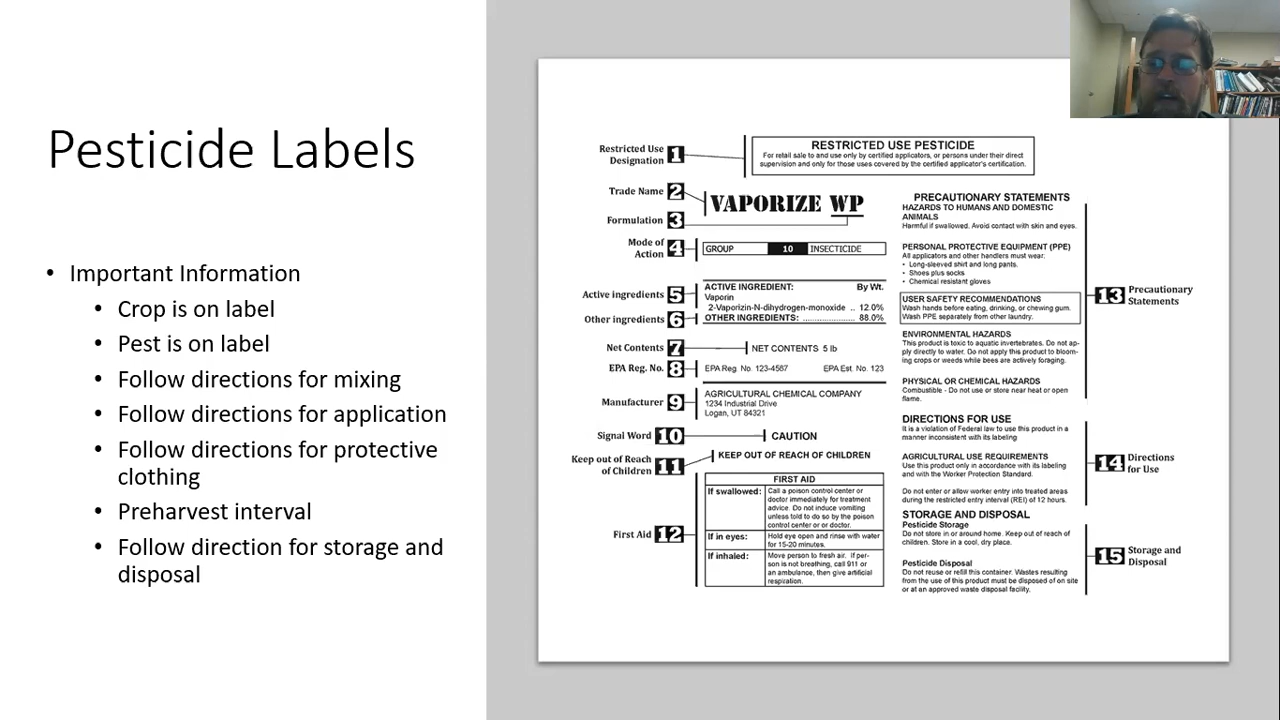 Pesticide Labels
• Important Information
• Crop is on label
• Pest is on label
• Follow directions for mixing
• Follow directions for application
• Follow directions for protective
clothing
• Preharvest interval
• Follow direction for storage and
disposal
Restricted Use
Designation 1
RESTRICTED USE PESTICIDE
For retail sale to and use only by certified applicators, or persons under their direct
supervision and only for those uses covered by the certified applicator's certification.
Trade Name 2
VAPORIZE WP
Formulation 3
Mode of
Action 4
GROUP 10 INSECTICIDE
Active ingredients 5
ACTIVE INGREDIENT: By Wt.
Vaporin
2-Vaporizin-N-dihydrogen-monoxide .. 12.0%
Other ingredients 6
OTHER INGREDIENTS: ..................... 88.0%
Net Contents 7
NET CONTENTS 5 lb
EPA Reg. No. 8
EPA Reg. No. 123-4567 EPA Est. No. 123
Manufacturer 9
AGRICULTURAL CHEMICAL COMPANY
1234 Industrial Drive
Logan, UT 84321
Signal Word 10
CAUTION
Keep out of Reach
of Children 11
KEEP OUT OF REACH OF CHILDREN
First Aid 12
FIRST AID
If swallowed:
Call a poison control center or
doctor immediately for treatment
advice. Do not induce vomiting
unless told to do so by the poison
control center or or doctor.
If in eyes:
Hold eye open and rinse with water
for 15-20 minutes.
If inhaled:
Move person to fresh air. If per-
son is not breathing, call 911 or
an ambulance, then give artificial
respiration.
PRECAUTIONARY STATEMENTS
HAZARDS TO HUMANS AND DOMESTIC
ANIMALS
Harmful if swallowed. Avoid contact with skin and eyes.
PERSONAL PROTECTIVE EQUIPMENT (PPE)
All applicators and other handlers must wear.
• Long-sleeved shirt and long pants.
• Shoes plus socks
• Chemical resistant gloves
USER SAFETY RECOMMENDATIONS
Wash hands before eating, drinking, or chewing gum.
Wash PPE separately from other laundry.
ENVIRONMENTAL HAZARDS
This product is toxic to aquatic invertebrates. Do not ap-
ply directly to water. Do not apply this product to bloom-
ing crops or weeds while bees are actively foraging.
PHYSICAL OR CHEMICAL HAZARDS
Combustible - Do not use or store near heat or open
flame.
13 Precautionary
Statements
DIRECTIONS FOR USE
It is a violation of Federal law to use this product in a
manner inconsistent with its labeling
AGRICULTURAL USE REQUIREMENTS
Use this product only in accordance with its labeling
and with the Worker Protection Standard.
Do not enter or allow worker entry into treated areas
during the restricted entry interval (REI) of 12 hours.
14 Directions
for Use
STORAGE AND DISPOSAL
Pesticide Storage
Do not store in or around home. Keep out of reach of
children. Store in a cool, dry place.
Pesticide Disposal
Do not reuse or refill this container. Wastes resulting
from the use of this product must be disposed of on site
or at an approved waste disposal facility.
15 Storage and
Disposal